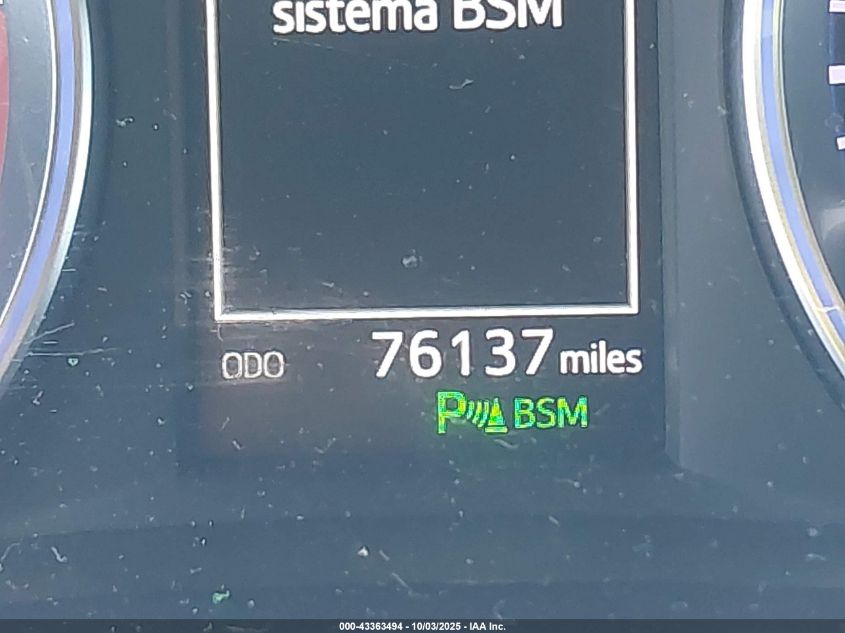 sistema BSM
ODO 76137 miles
P BSM
000-43363494 - 10/03/2025 - IAA Inc.